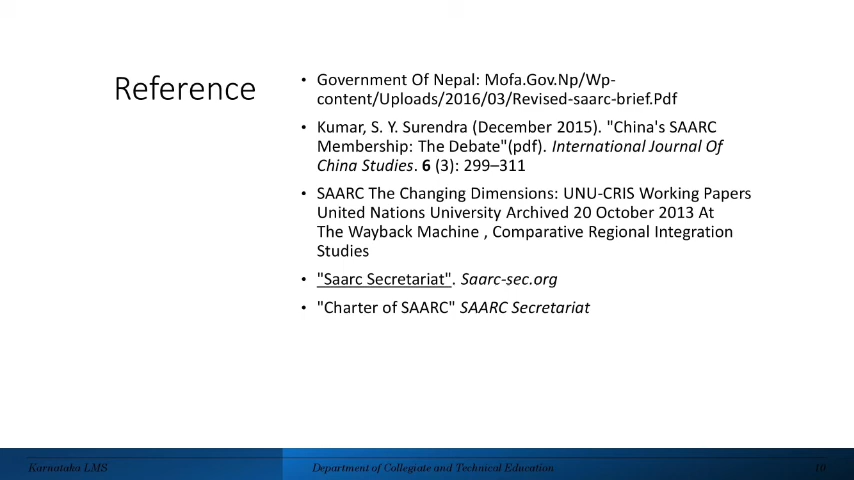 Reference
• Government Of Nepal: Mofa.Gov.Np/Wp-
content/Uploads/2016/03/Revised-saarc-brief.Pdf
• Kumar, S. Y. Surendra (December 2015). "China's SAARC
Membership: The Debate"(pdf). International Journal Of
China Studies. 6 (3): 299–311
• SAARC The Changing Dimensions: UNU-CRIS Working Papers
United Nations University Archived 20 October 2013 At
The Wayback Machine , Comparative Regional Integration
Studies
• "Saarc Secretariat". Saarc-sec.org
• "Charter of SAARC" SAARC Secretariat
Karnataka LMS Department of Collegiate and Technical Education 10